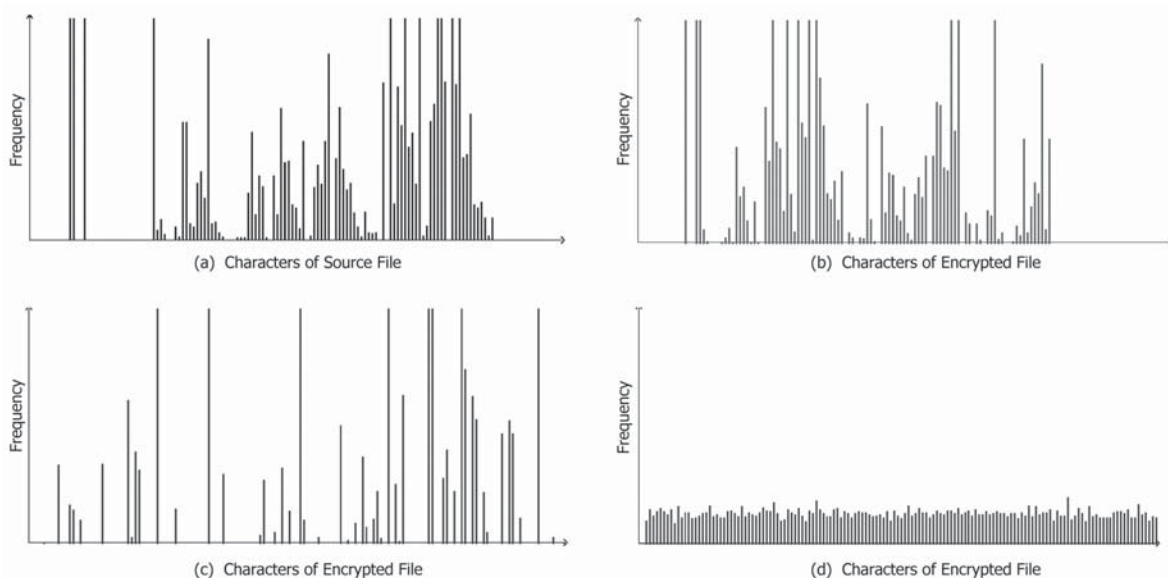 Frequency
(a) Characters of Source File
Frequency
(b) Characters of Encrypted File
Frequency
(c) Characters of Encrypted File
Frequency
(d) Characters of Encrypted File